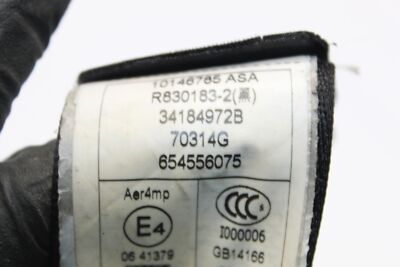 10146765 ASA
R630183-2(黑)
34184972B
70314G
654556075
Aer4mp
E4
CCC
I000006
06 41379
GB14166